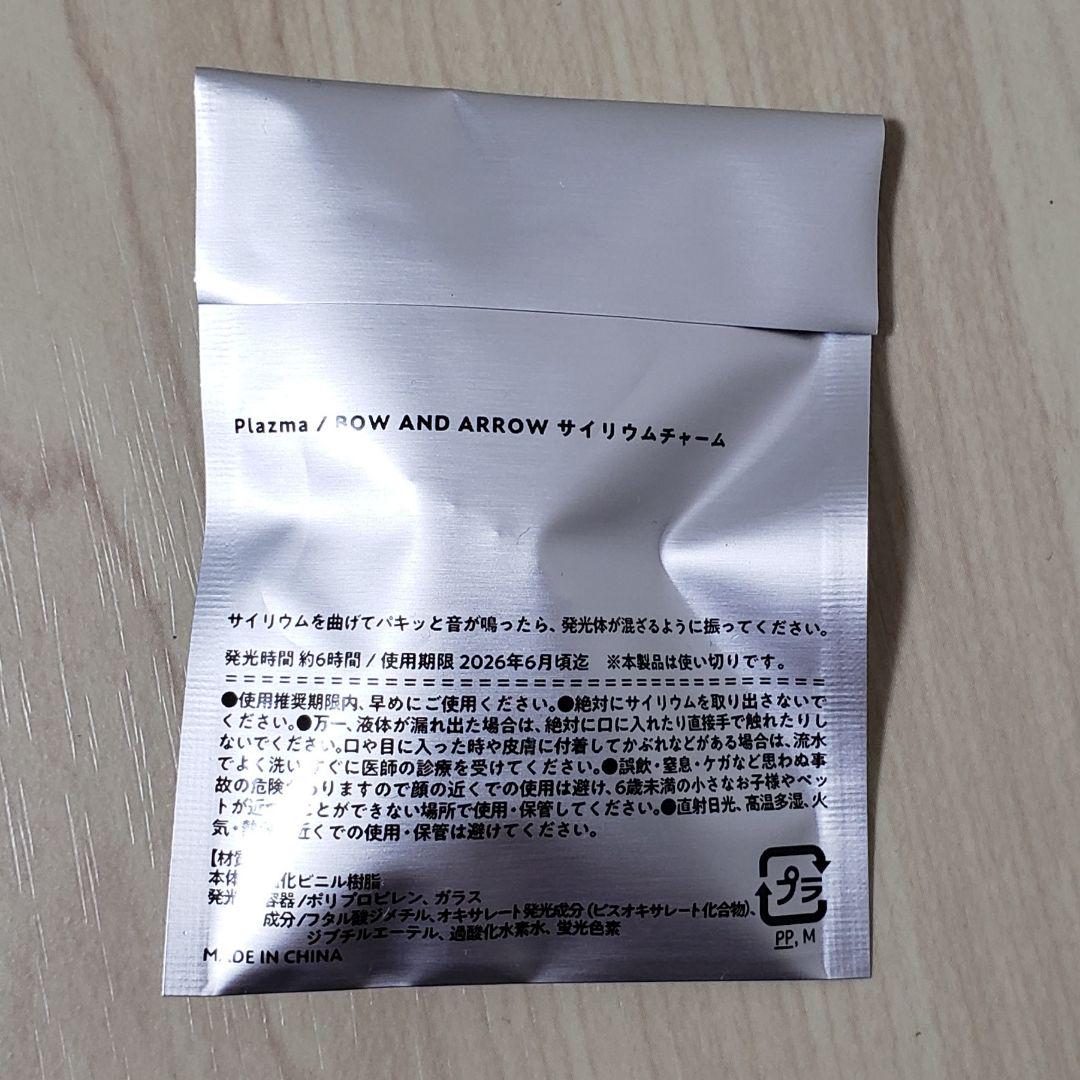 Plazma / BOW AND ARROW サイリウムチャーム
サイリウムを曲げてパキッと音が鳴ったら、発光体が混ざるように振ってください。
発光時間 約6時間 / 使用期限 2026年6月頃迄 ※本製品は使い切りです。
●使用推奨期限内、早めにご使用ください。●絶対にサイリウムを取り出さないで
ください。●万一、液体が漏れ出た場合は、絶対に口に入れたり直接手で触れたりし
ないでください。口や目に入った時や皮膚に付着してかぶれなどがある場合は、流水
でよく洗い すぐに医師の診療を受けてください。●誤飲・窒息・ケガなど思わぬ事
故の危険 ありますので顔の近くでの使用は避け、6歳未満の小さなお子様やペッ
トが近 ことができない場所で使用・保管してください。●直射日光、高温多湿、火
気・ 近くでの使用・保管は避けてください。
【材
本体 化ビニル樹脂
発光 容器/ポリプロピレン、ガラス
成分/フタル酸ジメチル、オキサレート発光成分(ビスオキサレート化合物)、
ジブチルエーテル、過酸化水素水、蛍光色素
MADE IN CHINA
プラ
PP, M